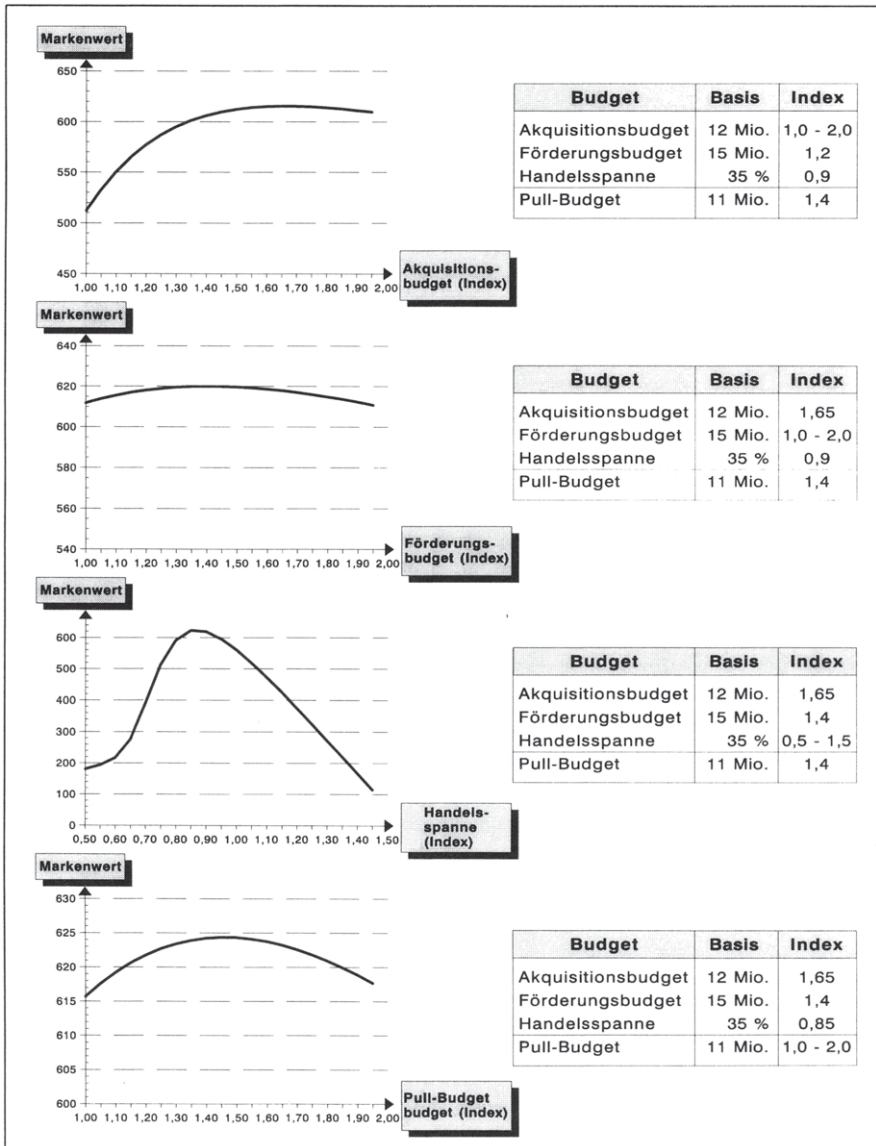 Markenwert
650
600
550
500
450
1,00 1,10 1,20 1,30 1,40 1,50 1,60 1,70 1,80 1,90 2,00
Akquisitions-
budget (Index)
Budget Basis Index
Akquisitionsbudget 12 Mio. 1,0 - 2,0
Förderungsbudget 15 Mio. 1,2
Handelsspanne 35 % 0,9
Pull-Budget 11 Mio. 1,4
Markenwert
640
620
600
580
560
540
1,00 1,10 1,20 1,30 1,40 1,50 1,60 1,70 1,80 1,90 2,00
Förderungs-
budget (Index)
Budget Basis Index
Akquisitionsbudget 12 Mio. 1,65
Förderungsbudget 15 Mio. 1,0 - 2,0
Handelsspanne 35 % 0,9
Pull-Budget 11 Mio. 1,4
Markenwert
600
500
400
300
200
100
0
0,50 0,60 0,70 0,80 0,90 1,00 1,10 1,20 1,30 1,40 1,50
Handels-
spanne
(Index)
Budget Basis Index
Akquisitionsbudget 12 Mio. 1,65
Förderungsbudget 15 Mio. 1,4
Handelsspanne 35 % 0,5 - 1,5
Pull-Budget 11 Mio. 1,4
Markenwert
630
625
620
615
610
605
600
1,00 1,10 1,20 1,30 1,40 1,50 1,60 1,70 1,80 1,90 2,00
Pull-Budget
budget (Index)
Budget Basis Index
Akquisitionsbudget 12 Mio. 1,65
Förderungsbudget 15 Mio. 1,4
Handelsspanne 35 % 0,85
Pull-Budget 11 Mio. 1,0 - 2,0